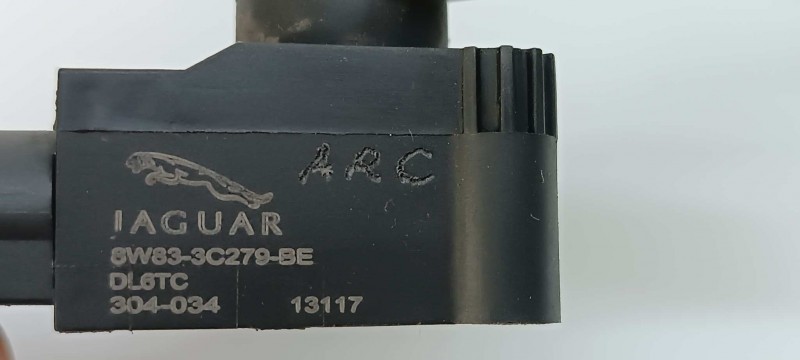 ARC
JAGUAR
8W83-3C279-BE
DL6TC
304-034 13117